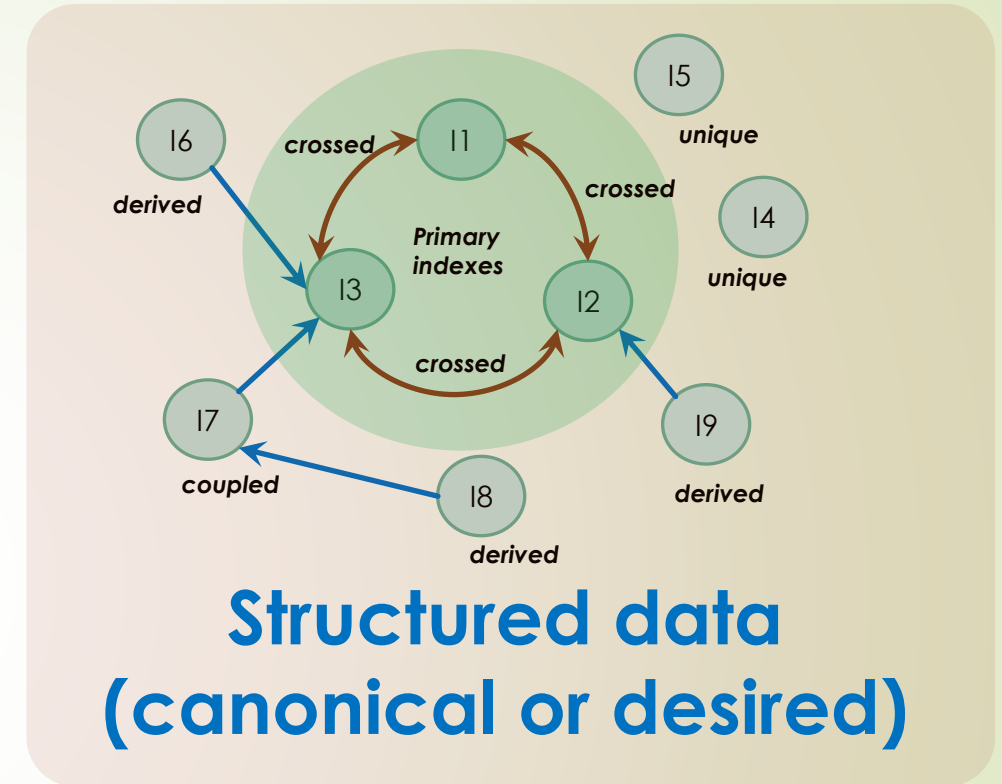 I5
unique
I6
derived
crossed
I1
crossed
I4
unique
Primary
indexes
I3
I2
crossed
I7
coupled
I9
derived
I8
derived
Structured data
(canonical or desired)